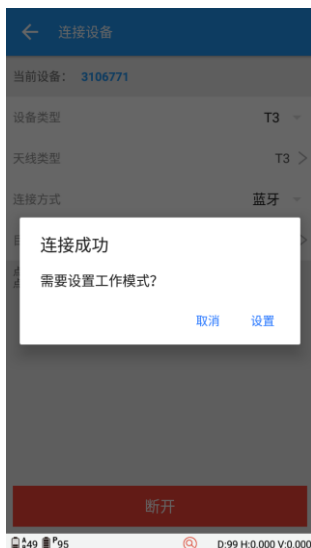 连接设备
当前设备： 3106771
设备类型 T3
天线类型 T3
连接方式 蓝牙
连接成功
需要设置工作模式?
取消 设置
断开
49 P95 D:99 H:0.000 V:0.000